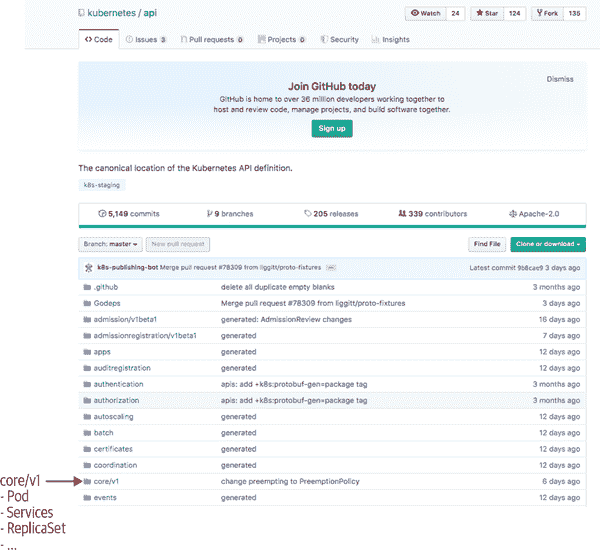 kubernetes / api
Watch 24 Star 124 Fork 135
Code Issues 3 Pull requests 0 Projects 0 Security Insights
Join GitHub today
Dismiss
GitHub is home to over 36 million developers working together to
host and review code, manage projects, and build software together.
Sign up
The canonical location of the Kubernetes API definition.
k8s-staging
5,149 commits 9 branches 205 releases 339 contributors Apache-2.0
Branch: master New pull request Find File Clone or download
k8s-publishing-bot Merge pull request #78309 from liggitt/proto-fixtures ... Latest commit 9b8cae9 3 days ago
.github delete all duplicate empty blanks 3 months ago
Godeps Merge pull request #78309 from liggitt/proto-fixtures 3 days ago
admission/v1beta1 generated: AdmissionReview changes 16 days ago
admissionregistration/v1beta1 generated 7 days ago
apps generated 12 days ago
auditregistration generated 12 days ago
authentication apis: add +k8s:protobuf-gen=package tag 3 months ago
authorization apis: add +k8s:protobuf-gen=package tag 3 months ago
autoscaling generated 12 days ago
batch generated 12 days ago
certificates generated 12 days ago
coordination generated 12 days ago
core/v1 change preempting to PreemptionPolicy 6 days ago
events generated 12 days ago
core/v1
- Pod
- Services
- ReplicaSet
- ...